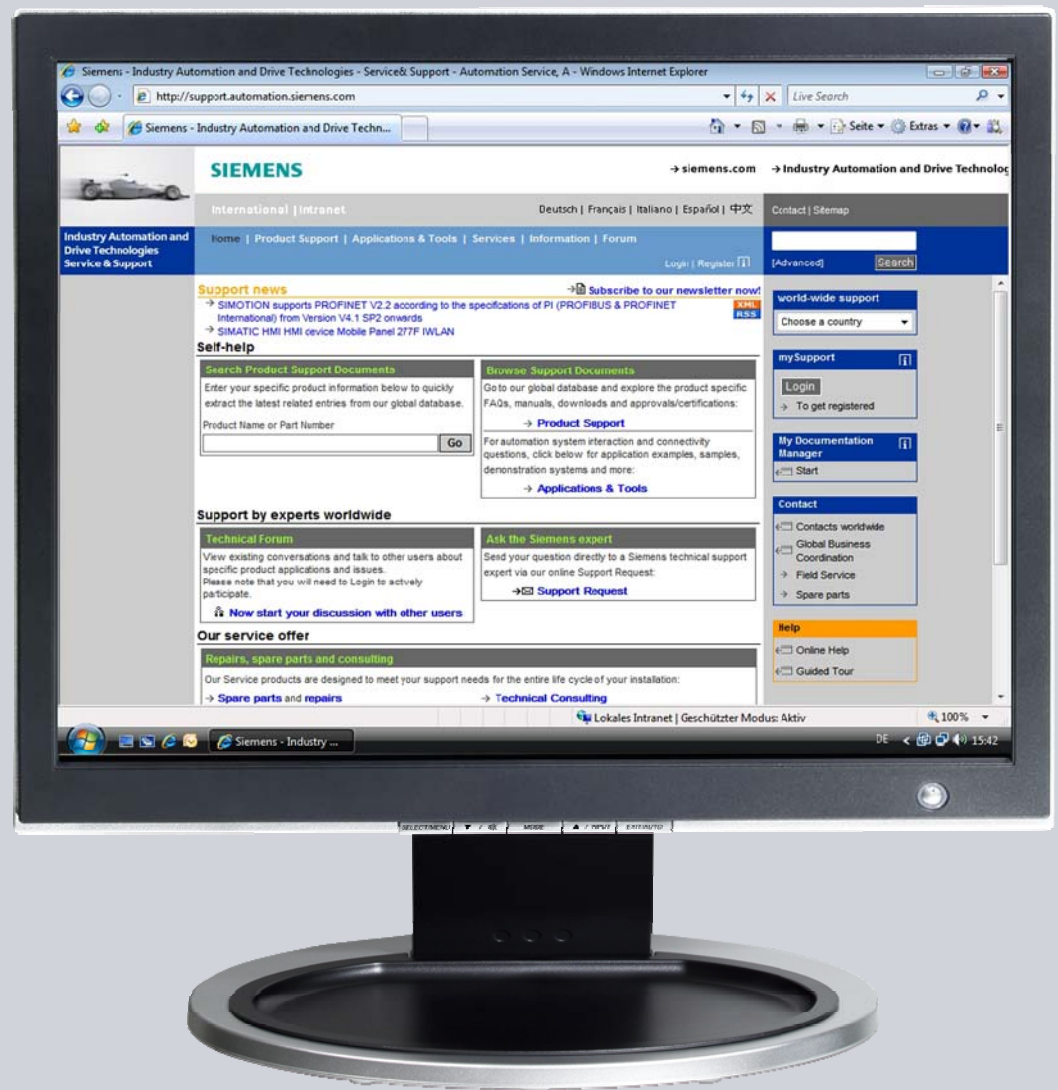 Siemens - Industry Automation and Drive Technologies - Service& Support - Automation Service, A - Windows Internet Explorer
http://support.automation.siemens.com
Live Search
Siemens - Industry Automation and Drive Techn...
Seite
Extras
SIEMENS
→ siemens.com
→ Industry Automation and Drive Technolog
International | Intranet
Deutsch | Français | Italiano | Español | 中文
Contact | Sitemap
Industry Automation and
Drive Technologies
Service & Support
Home | Product Support | Applications & Tools | Services | Information | Forum
Login | Register
[Advanced]
Search
Support news
→ Subscribe to our newsletter now!
→ SIMOTION supports PROFINET V2.2 according to the specifications of PI (PROFIBUS & PROFINET
International) from Version V4.1 SP2 onwards
XML
RSS
→ SIMATIC HMI HMI device Mobile Panel 277F IWLAN
Self-help
Search Product Support Documents
Enter your specific product information below to quickly
extract the latest related entries from our global database.
Product Name or Part Number
Go
Browse Support Documents
Go to our global database and explore the product specific
FAQs, manuals, downloads and approvals/certifications:
→ Product Support
For automation system interaction and connectivity
questions, click below for application examples, samples,
demonstration systems and more:
→ Applications & Tools
Support by experts worldwide
Technical Forum
View existing conversations and talk to other users about
specific product applications and issues.
Please note that you will need to Login to actively
participate.
Now start your discussion with other users
Ask the Siemens expert
Send your question directly to a Siemens technical support
expert via our online Support Request:
→ Support Request
Our service offer
Repairs, spare parts and consulting
Our Service products are designed to meet your support needs for the entire life cycle of your installation:
→ Spare parts and repairs
→ Technical Consulting
world-wide support
Choose a country
mySupport
Login
→ To get registered
My Documentation
Manager
Start
Contact
Contacts worldwide
Global Business
Coordination
→ Field Service
→ Spare parts
Help
Online Help
Guided Tour
Lokales Intranet | Geschützter Modus: Aktiv
100%
Siemens - Industry ...
DE
15:42
SELECT/MENU
MODE
/ INPUT
EXIT/AUTO